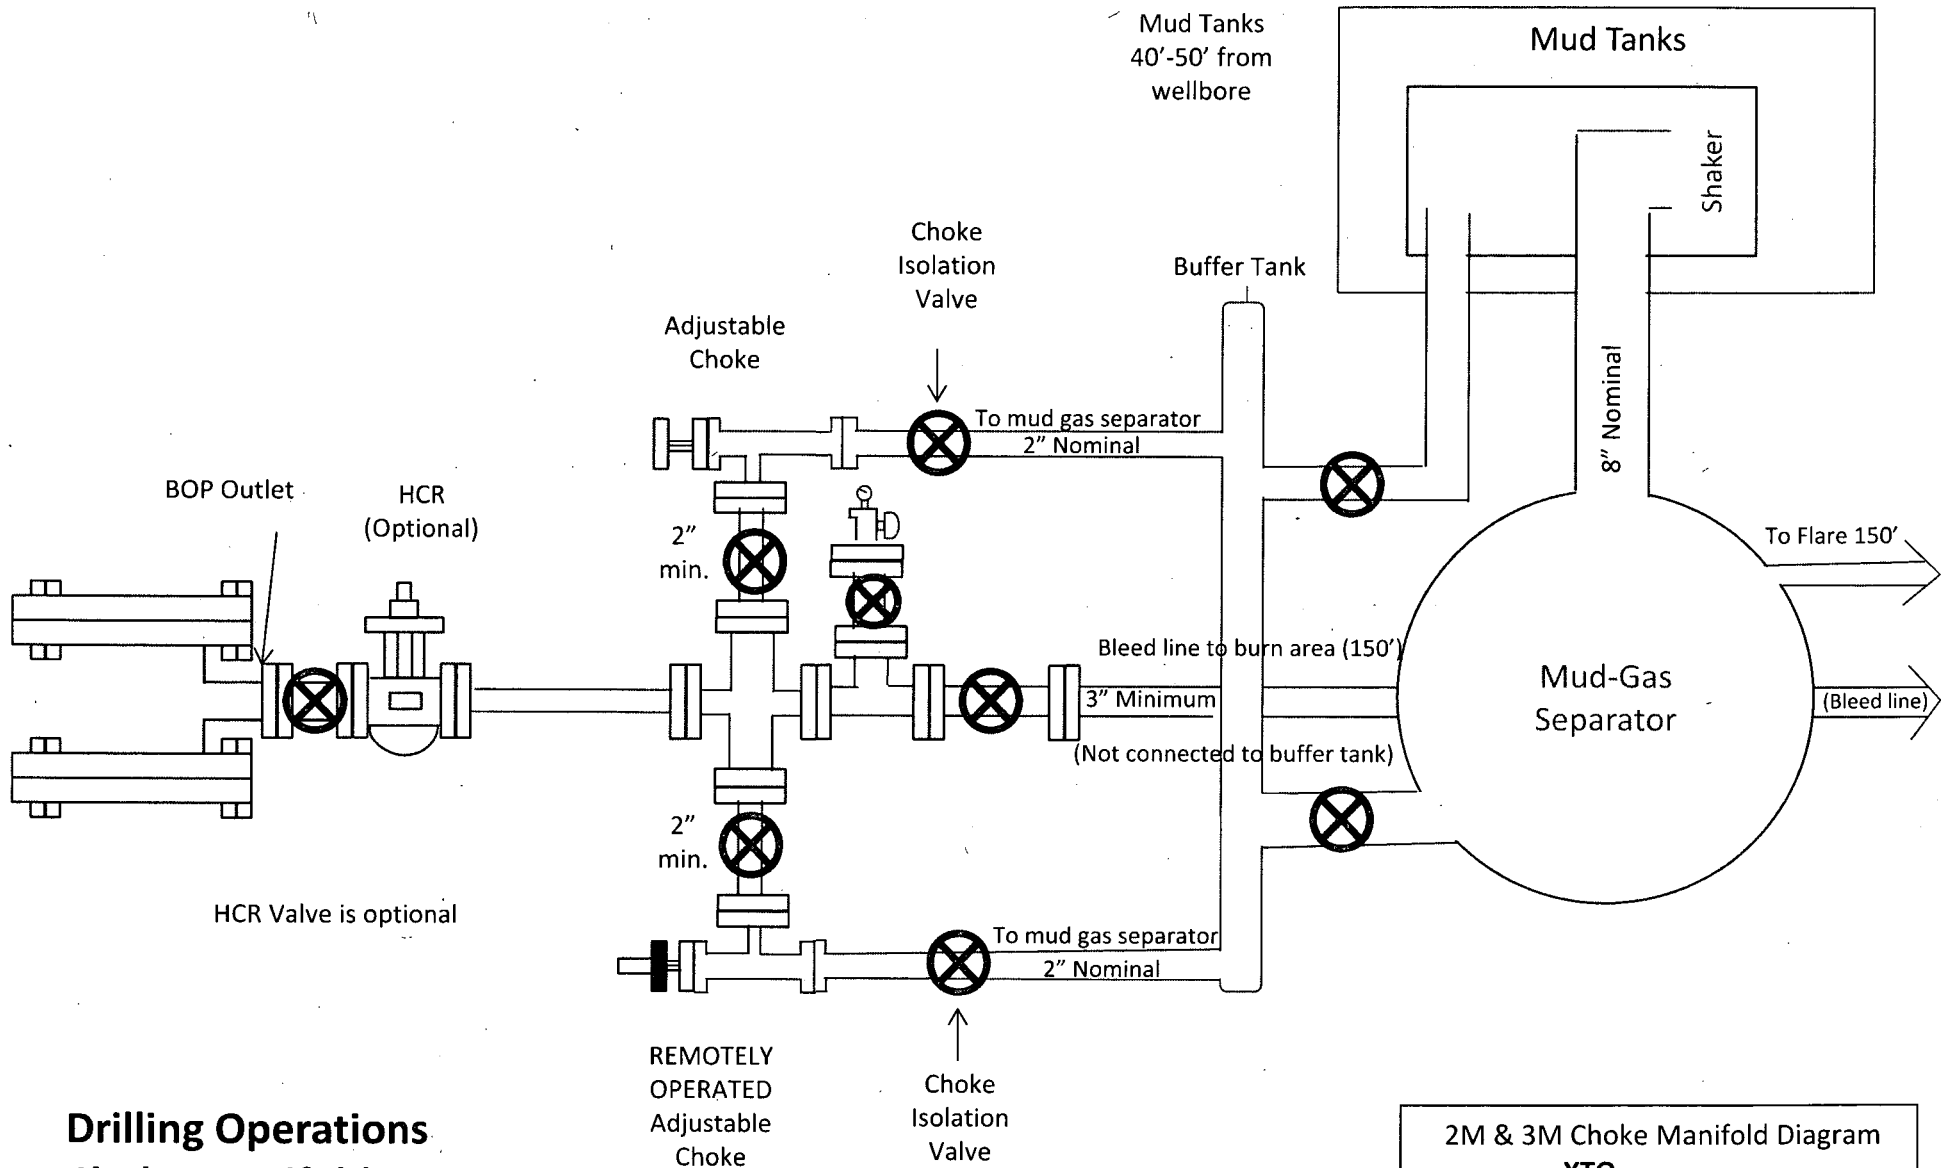 Mud Tanks
40'-50' from
wellbore
Mud Tanks
Shaker
Choke
Isolation
Valve
Buffer Tank
Adjustable
Choke
8" Nominal
To mud gas separator
2" Nominal
BOP Outlet
HCR
(Optional)
2"
min.
To Flare 150'
Bleed line to burn area (150')
3" Minimum
(Not connected to buffer tank)
Mud-Gas
Separator
(Bleed line)
2"
min.
HCR Valve is optional
To mud gas separator
2" Nominal
REMOTELY
OPERATED
Adjustable
Choke
Choke
Isolation
Valve
Drilling Operations
2M & 3M Choke Manifold Diagram
XTO